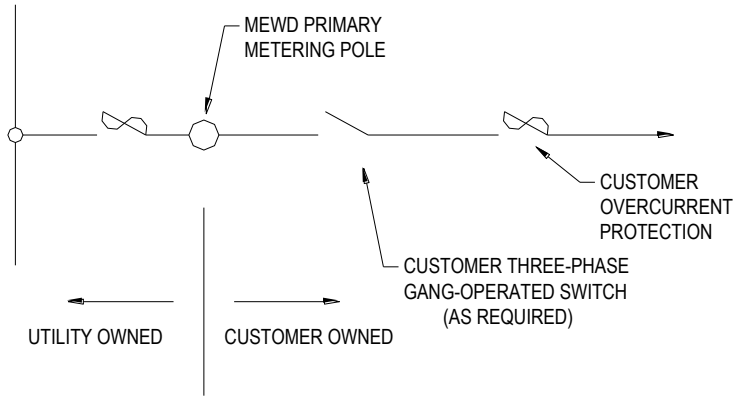 MEWD PRIMARY
METERING POLE
CUSTOMER
OVERCURRENT
PROTECTION
CUSTOMER THREE-PHASE
GANG-OPERATED SWITCH
(AS REQUIRED)
UTILITY OWNED
CUSTOMER OWNED